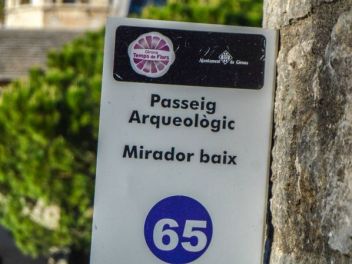 Girona
Temps de Flors
Ajuntament de Girona
Passeig
Arqueològic
Mirador baix
65